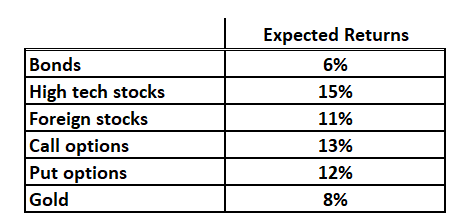 Expected Returns
Bonds 6%
High tech stocks 15%
Foreign stocks 11%
Call options 13%
Put options 12%
Gold 8%